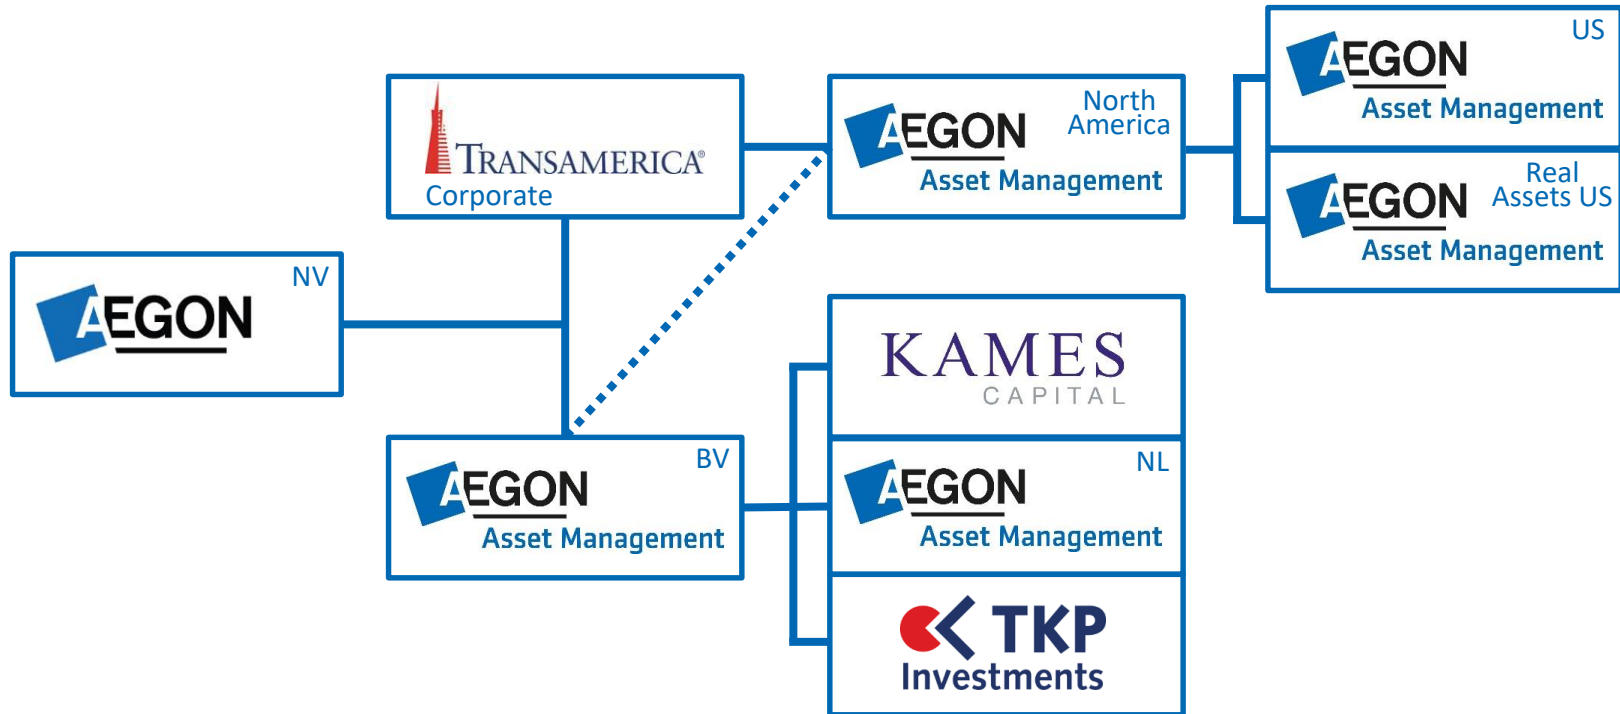 NV
AEGON
TRANSAMERICA®
Corporate
BV
AEGON
Asset Management
North
America
AEGON
Asset Management
US
AEGON
Asset Management
Real
Assets US
AEGON
Asset Management
KAMES
CAPITAL
NL
AEGON
Asset Management
TKP
Investments